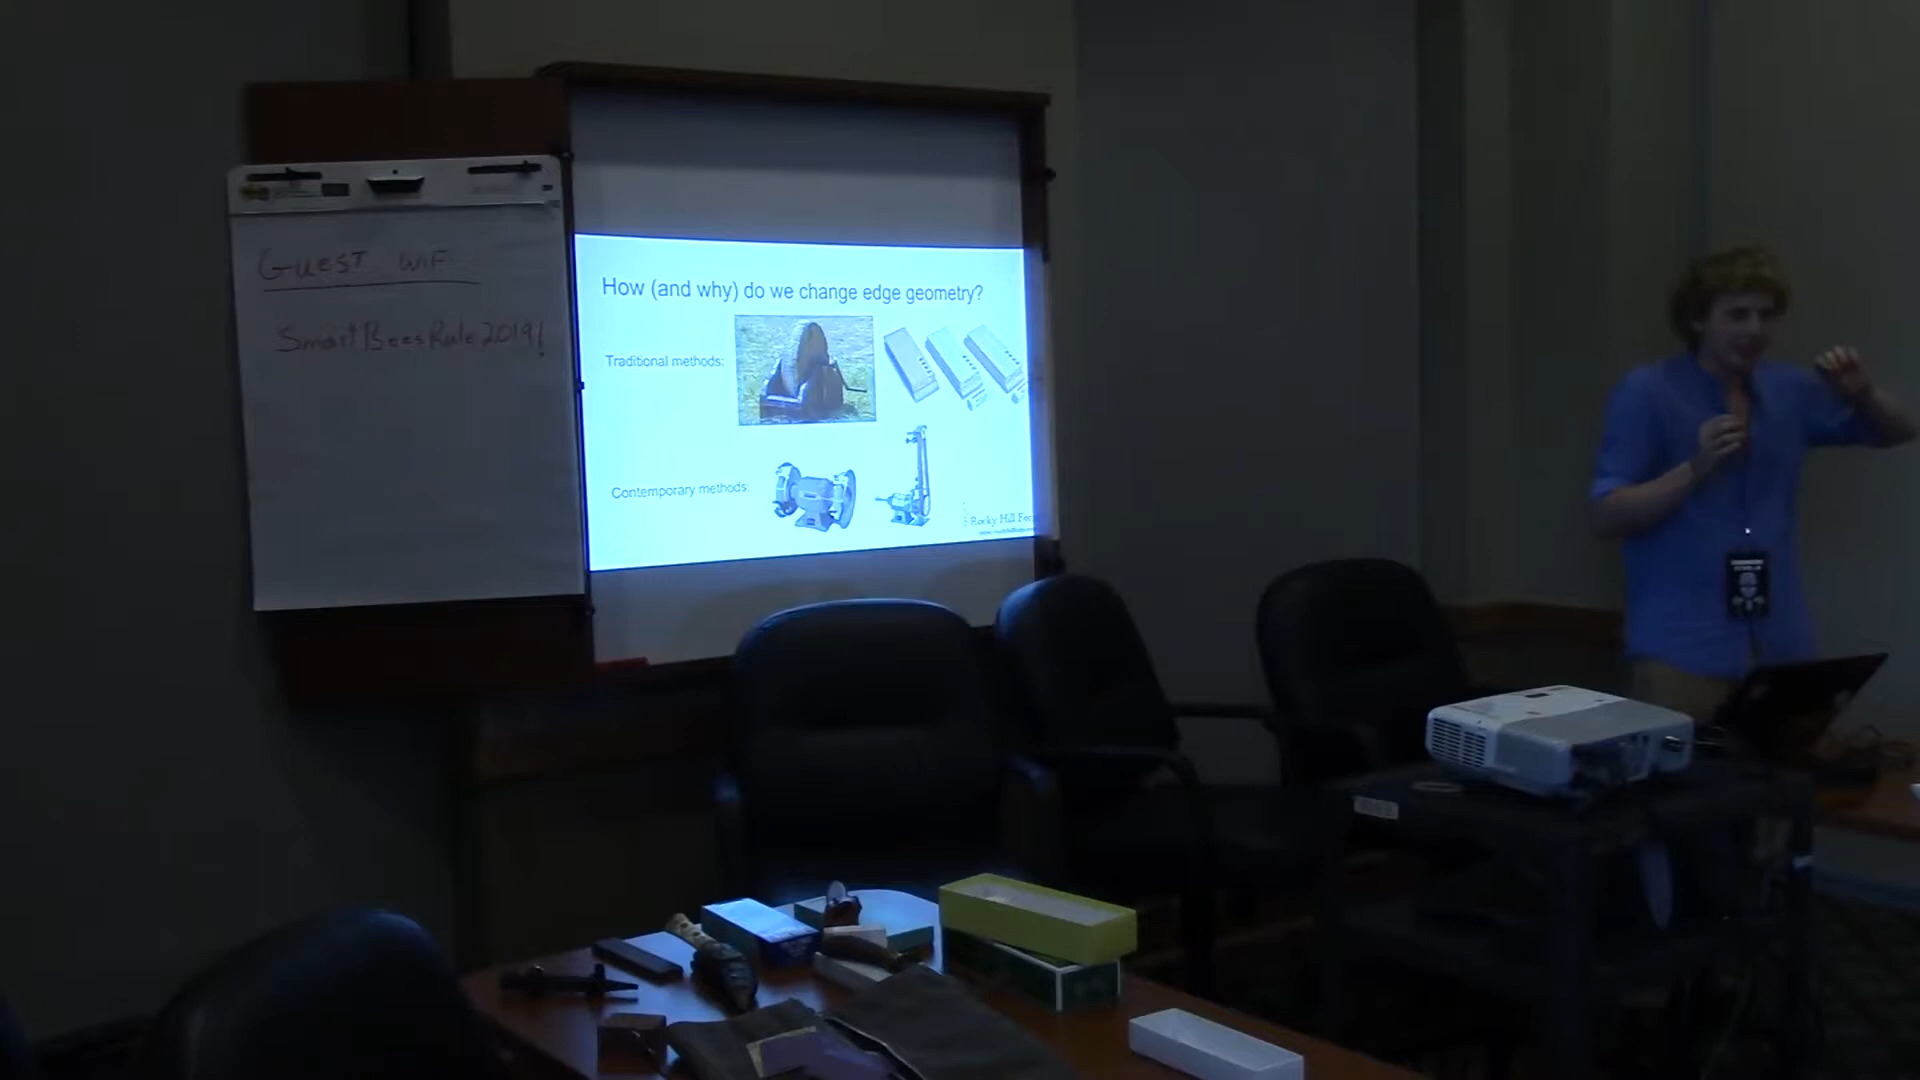 GUEST WIF
SmartBeesRule2019!
How (and why) do we change edge geometry?
Traditional methods:
Contemporary methods:
Rocky Hill